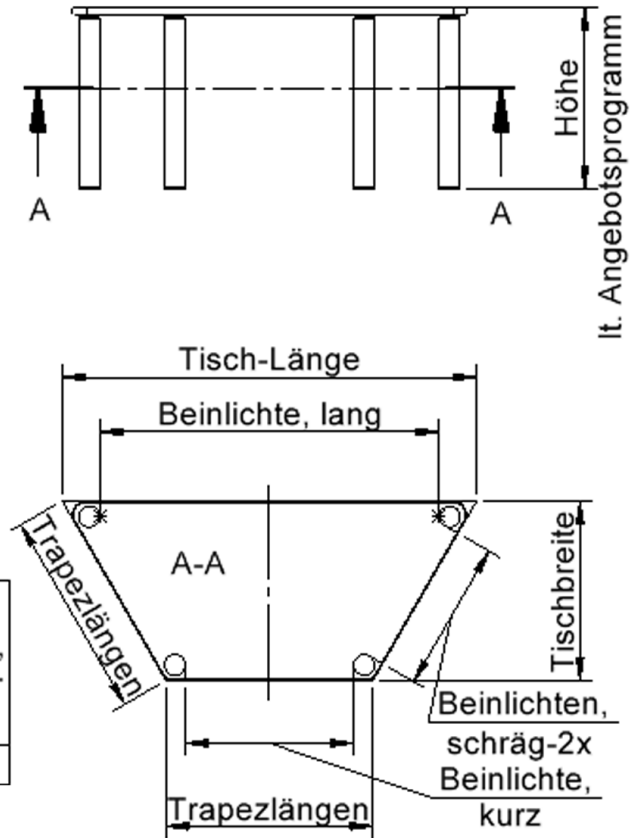 Höhe
lt. Angebotsprogramm
A
A
Tisch-Länge
Beinlichte, lang
Trapezlängen
A-A
Tischbreite
Beinlichten,
schräg-2x
Beinlichte,
kurz
Trapezlängen